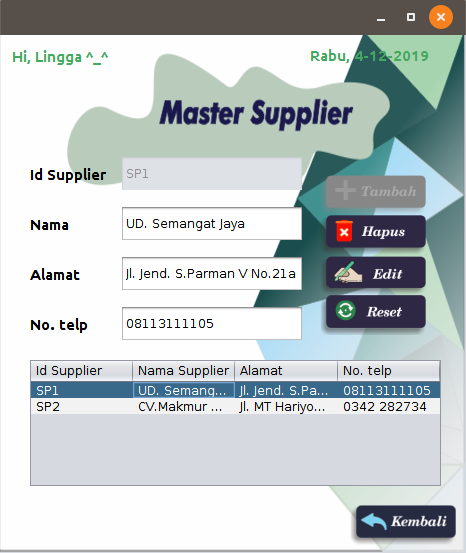 Hi, Lingga ^_^
Rabu, 4-12-2019
Master Supplier
Id Supplier SP1
Tambah
Nama UD. Semangat Jaya
Hapus
Alamat Jl. Jend. S.Parman V No.21a
Edit
No. telp 08113111105
Reset
Id Supplier Nama Supplier Alamat No. telp
SP1 UD. Semang... Jl. Jend. S.Pa... 08113111105
SP2 CV.Makmur ... Jl. MT Hariyo... 0342 282734
Kembali